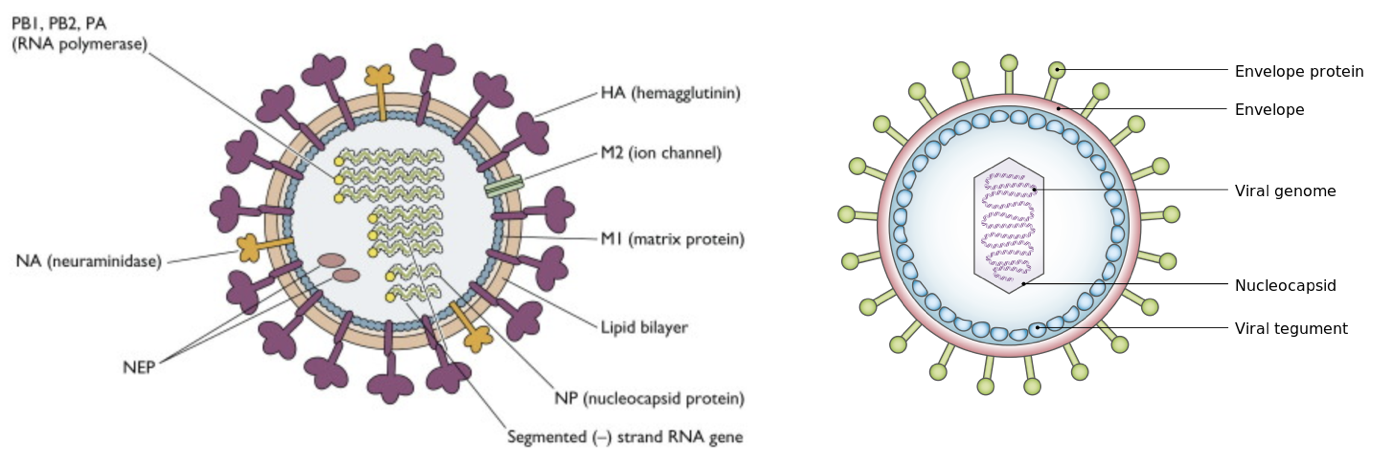 PB1, PB2, PA
(RNA polymerase)
HA (hemagglutinin)
M2 (ion channel)
M1 (matrix protein)
NA (neuraminidase)
Lipid bilayer
NEP
NP (nucleocapsid protein)
Segmented (–) strand RNA gene
Envelope protein
Envelope
Viral genome
Nucleocapsid
Viral tegument